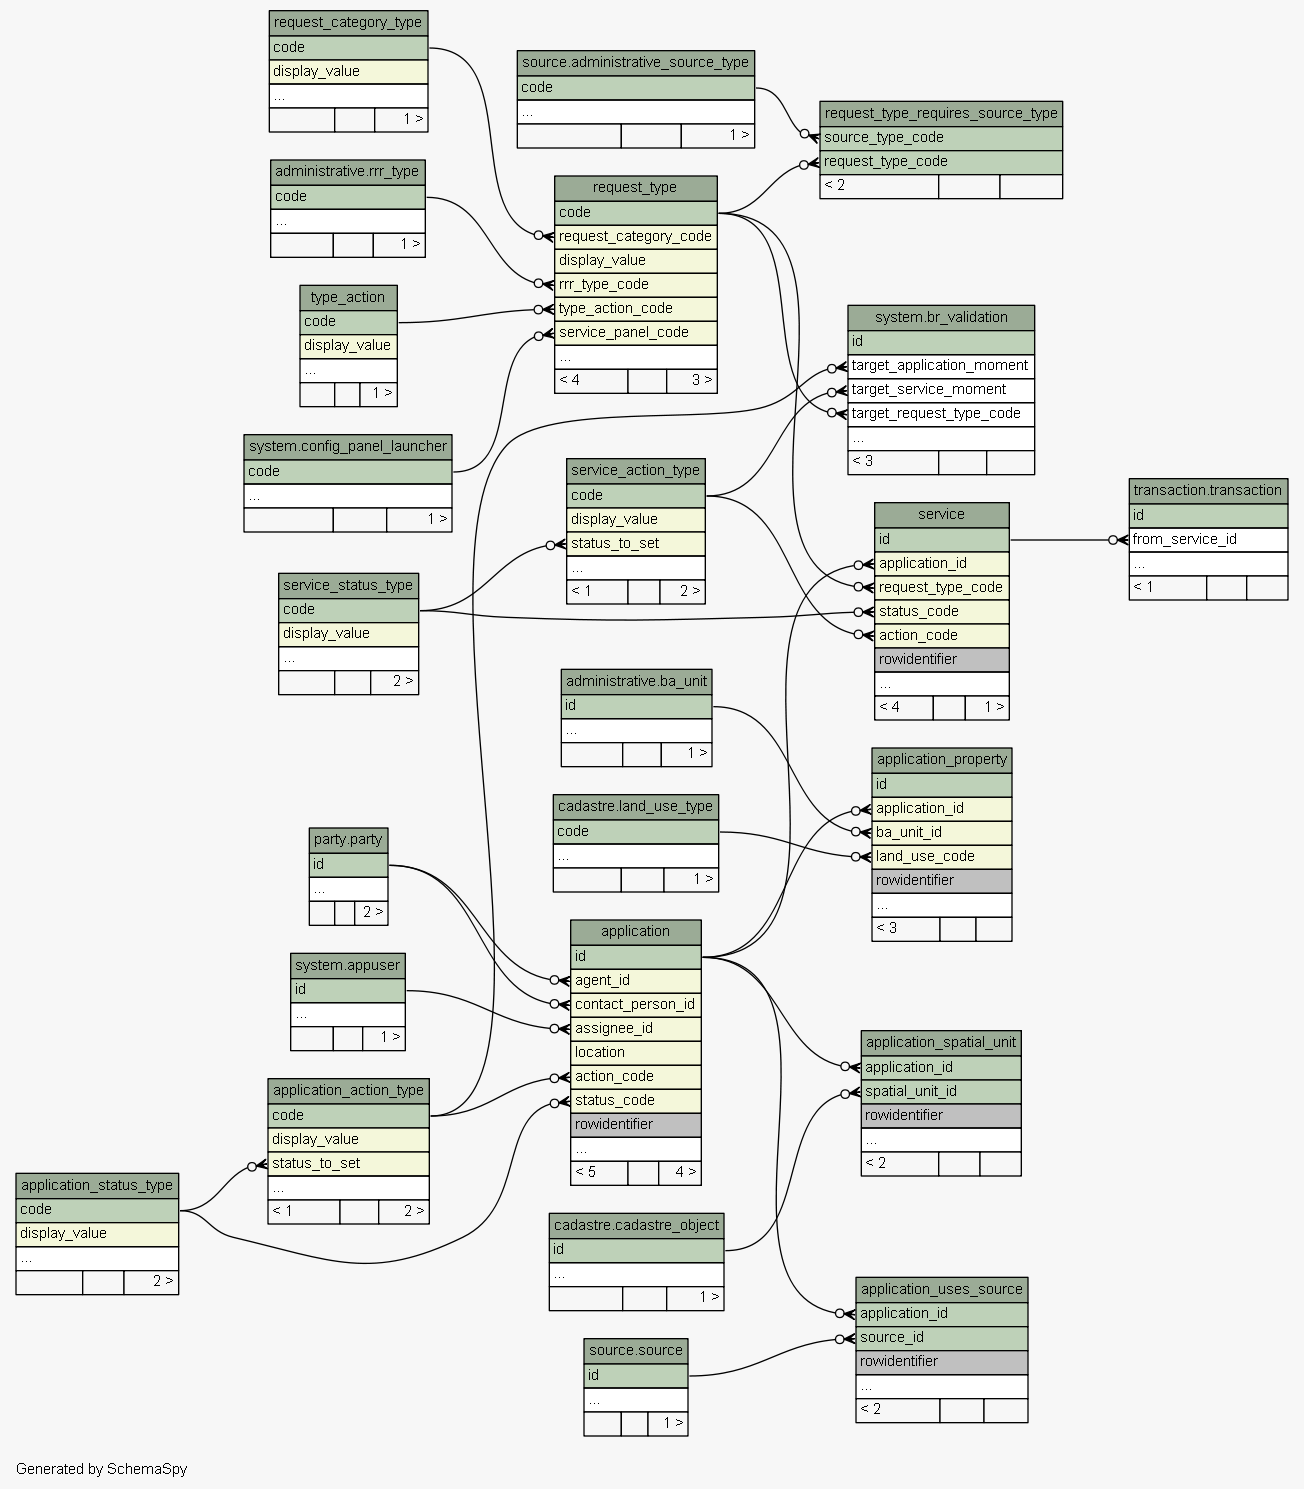 request_category_type
code
display_value
...
1 >
source.administrative_source_type
code
...
1 >
request_type_requires_source_type
source_type_code
request_type_code
< 2
administrative.rrr_type
code
...
1 >
request_type
code
request_category_code
display_value
rrr_type_code
type_action_code
service_panel_code
...
< 4 3 >
type_action
code
display_value
...
1 >
system.br_validation
id
target_application_moment
target_service_moment
target_request_type_code
...
< 3
system.config_panel_launcher
code
...
1 >
service_action_type
code
display_value
status_to_set
...
< 1 2 >
transaction.transaction
id
from_service_id
...
< 1
service
id
application_id
request_type_code
status_code
action_code
rowidentifier
...
< 4 1 >
service_status_type
code
display_value
...
2 >
administrative.ba_unit
id
...
1 >
application_property
id
application_id
ba_unit_id
land_use_code
rowidentifier
...
< 3
cadastre.land_use_type
code
...
1 >
party.party
id
...
2 >
application
id
agent_id
contact_person_id
assignee_id
location
action_code
status_code
rowidentifier
...
< 5 4 >
system.appuser
id
...
1 >
application_spatial_unit
application_id
spatial_unit_id
rowidentifier
...
< 2
application_action_type
code
display_value
status_to_set
...
< 1 2 >
application_status_type
code
display_value
...
2 >
cadastre.cadastre_object
id
...
1 >
application_uses_source
application_id
source_id
rowidentifier
...
< 2
source.source
id
...
1 >
Generated by SchemaSpy